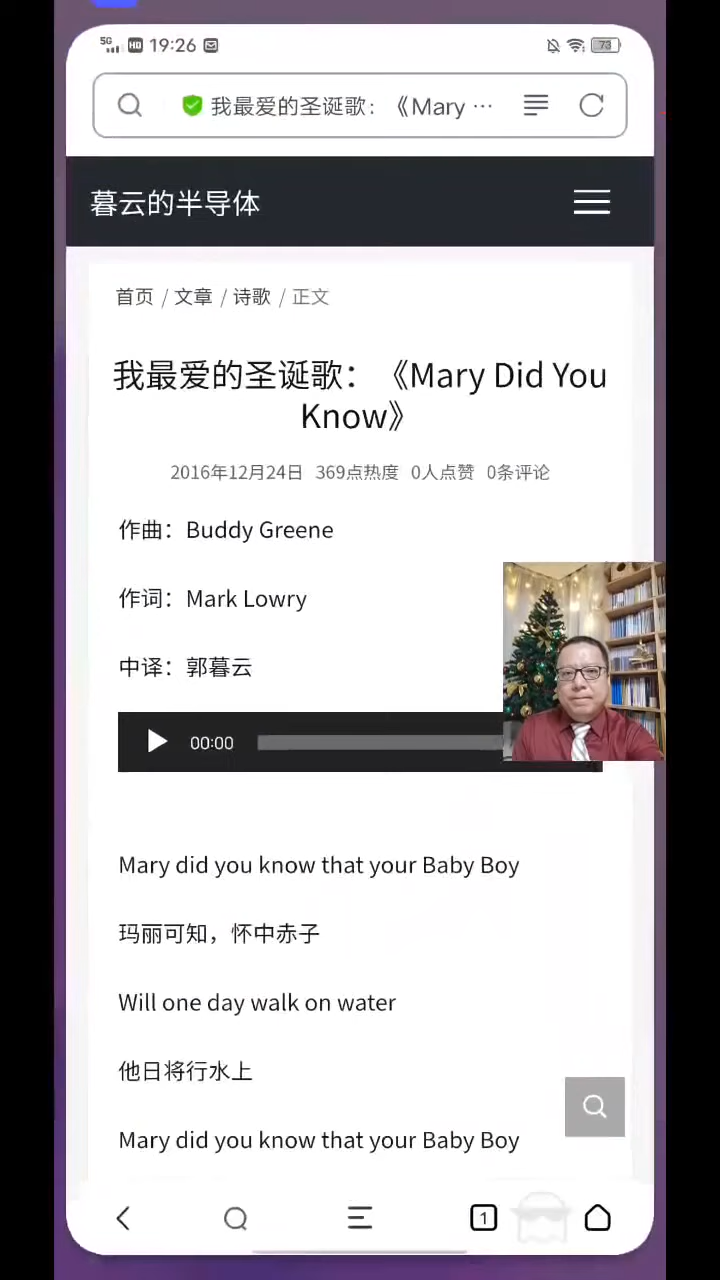 5G HD 19:26 73
我最爱的圣诞歌：《Mary ···
暮云的半导体
首页 / 文章 / 诗歌 / 正文
我最爱的圣诞歌：《Mary Did You
Know》
2016年12月24日 369点热度 0人点赞 0条评论
作曲：Buddy Greene
作词：Mark Lowry
中译：郭暮云
00:00
Mary did you know that your Baby Boy
玛丽可知，怀中赤子
Will one day walk on water
他日将行水上
Mary did you know that your Baby Boy
1